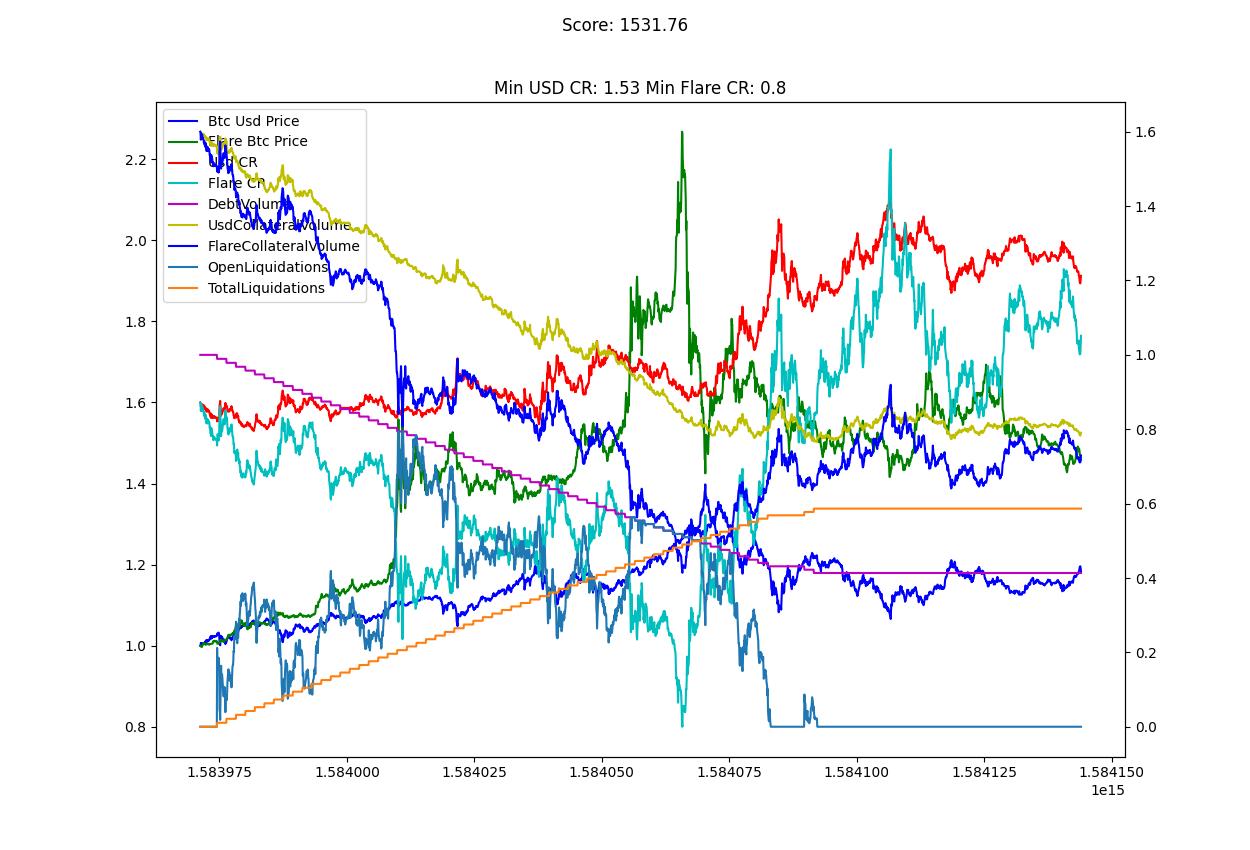 Score: 1531.76
Min USD CR: 1.53 Min Flare CR: 0.8
Btc Usd Price
Flare Btc Price
Usd CR
Flare CR
DebtVolume
UsdCollateralVolume
FlareCollateralVolume
OpenLiquidations
TotalLiquidations
2.2
2.0
1.8
1.6
1.4
1.2
1.0
0.8
1.6
1.4
1.2
1.0
0.8
0.6
0.4
0.2
0.0
1.583975 1.584000 1.584025 1.584050 1.584075 1.584100 1.584125 1.584150
1e15